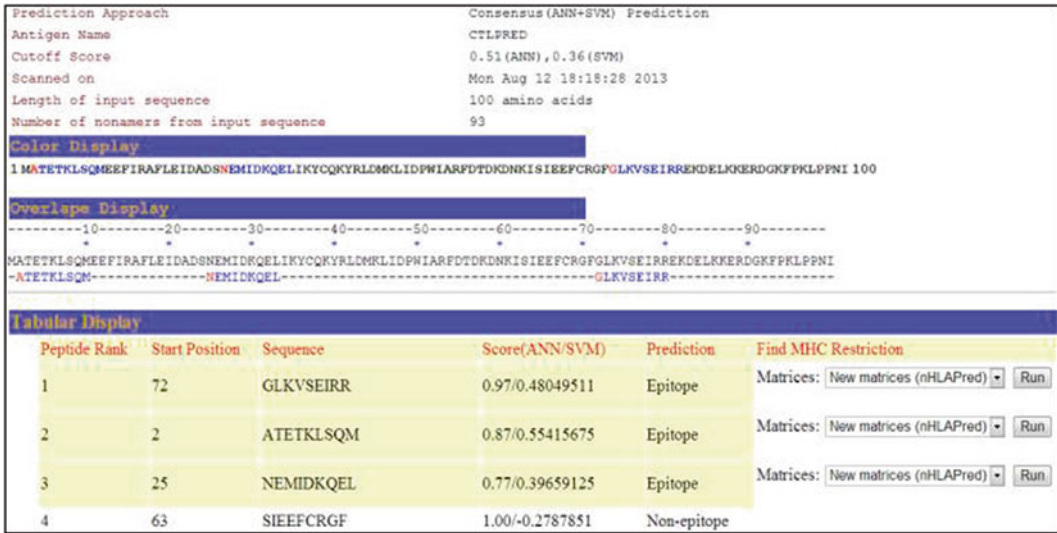 Prediction Approach Consensus(ANN+SVM) Prediction
Antigen Name CTLPRED
Cutoff Score 0.51(ANN),0.36(SVM)
Scanned on Mon Aug 12 18:18:28 2013
Length of input sequence 100 amino acids
Number of nonamers from input sequence 93
Color Display
1 MATETKLSQMEEFIRAFLEIDADSNEMIDKQELIKYCQKYRLDMKLIDPWIARFDTDKDNKISIEEFCRGFGLKVSEIRREKDELKKERDGKFPKLPPNI 100
Overlape Display
---------10--------20--------30--------40--------50--------60--------70--------80--------90---------
* * * * * * * * *
MATETKLSQMEEFIRAFLEIDADSNEMIDKQELIKYCQKYRLDMKLIDPWIARFDTDKDNKISIEEFCRGFGLKVSEIRREKDELKKERDGKFPKLPPNI
-ATETKLSQM--------------NEMIDKQEL--------------------------------------GLKVSEIRR--------------------
Tabular Display
Peptide Rank Start Position Sequence Score(ANN/SVM) Prediction Find MHC Restriction
1 72 GLKVSEIRR 0.97/0.48049511 Epitope Matrices: New matrices (nHLAPred) Run
2 2 ATETKLSQM 0.87/0.55415675 Epitope Matrices: New matrices (nHLAPred) Run
3 25 NEMIDKQEL 0.77/0.39659125 Epitope Matrices: New matrices (nHLAPred) Run
4 63 SIEEFCRGF 1.00/-0.2787851 Non-epitope